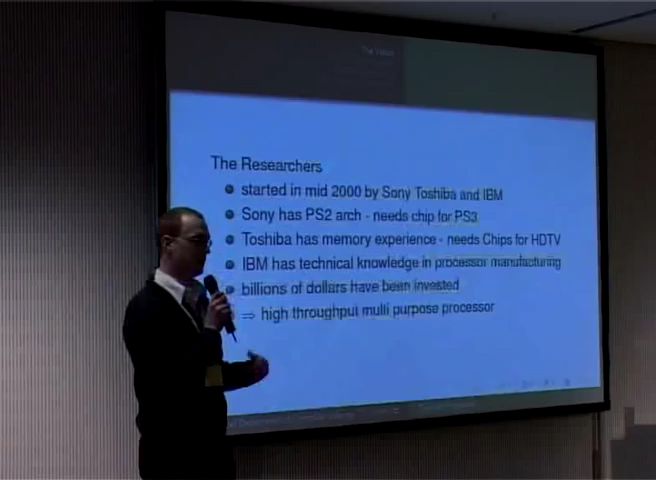 The Vision
The Researchers
started in mid 2000 by Sony Toshiba and IBM
Sony has PS2 arch - needs chip for PS3
Toshiba has memory experience - needs Chips for HDTV
IBM has technical knowledge in processor manufacturing
billions of dollars have been invested
⇒ high throughput multi purpose processor